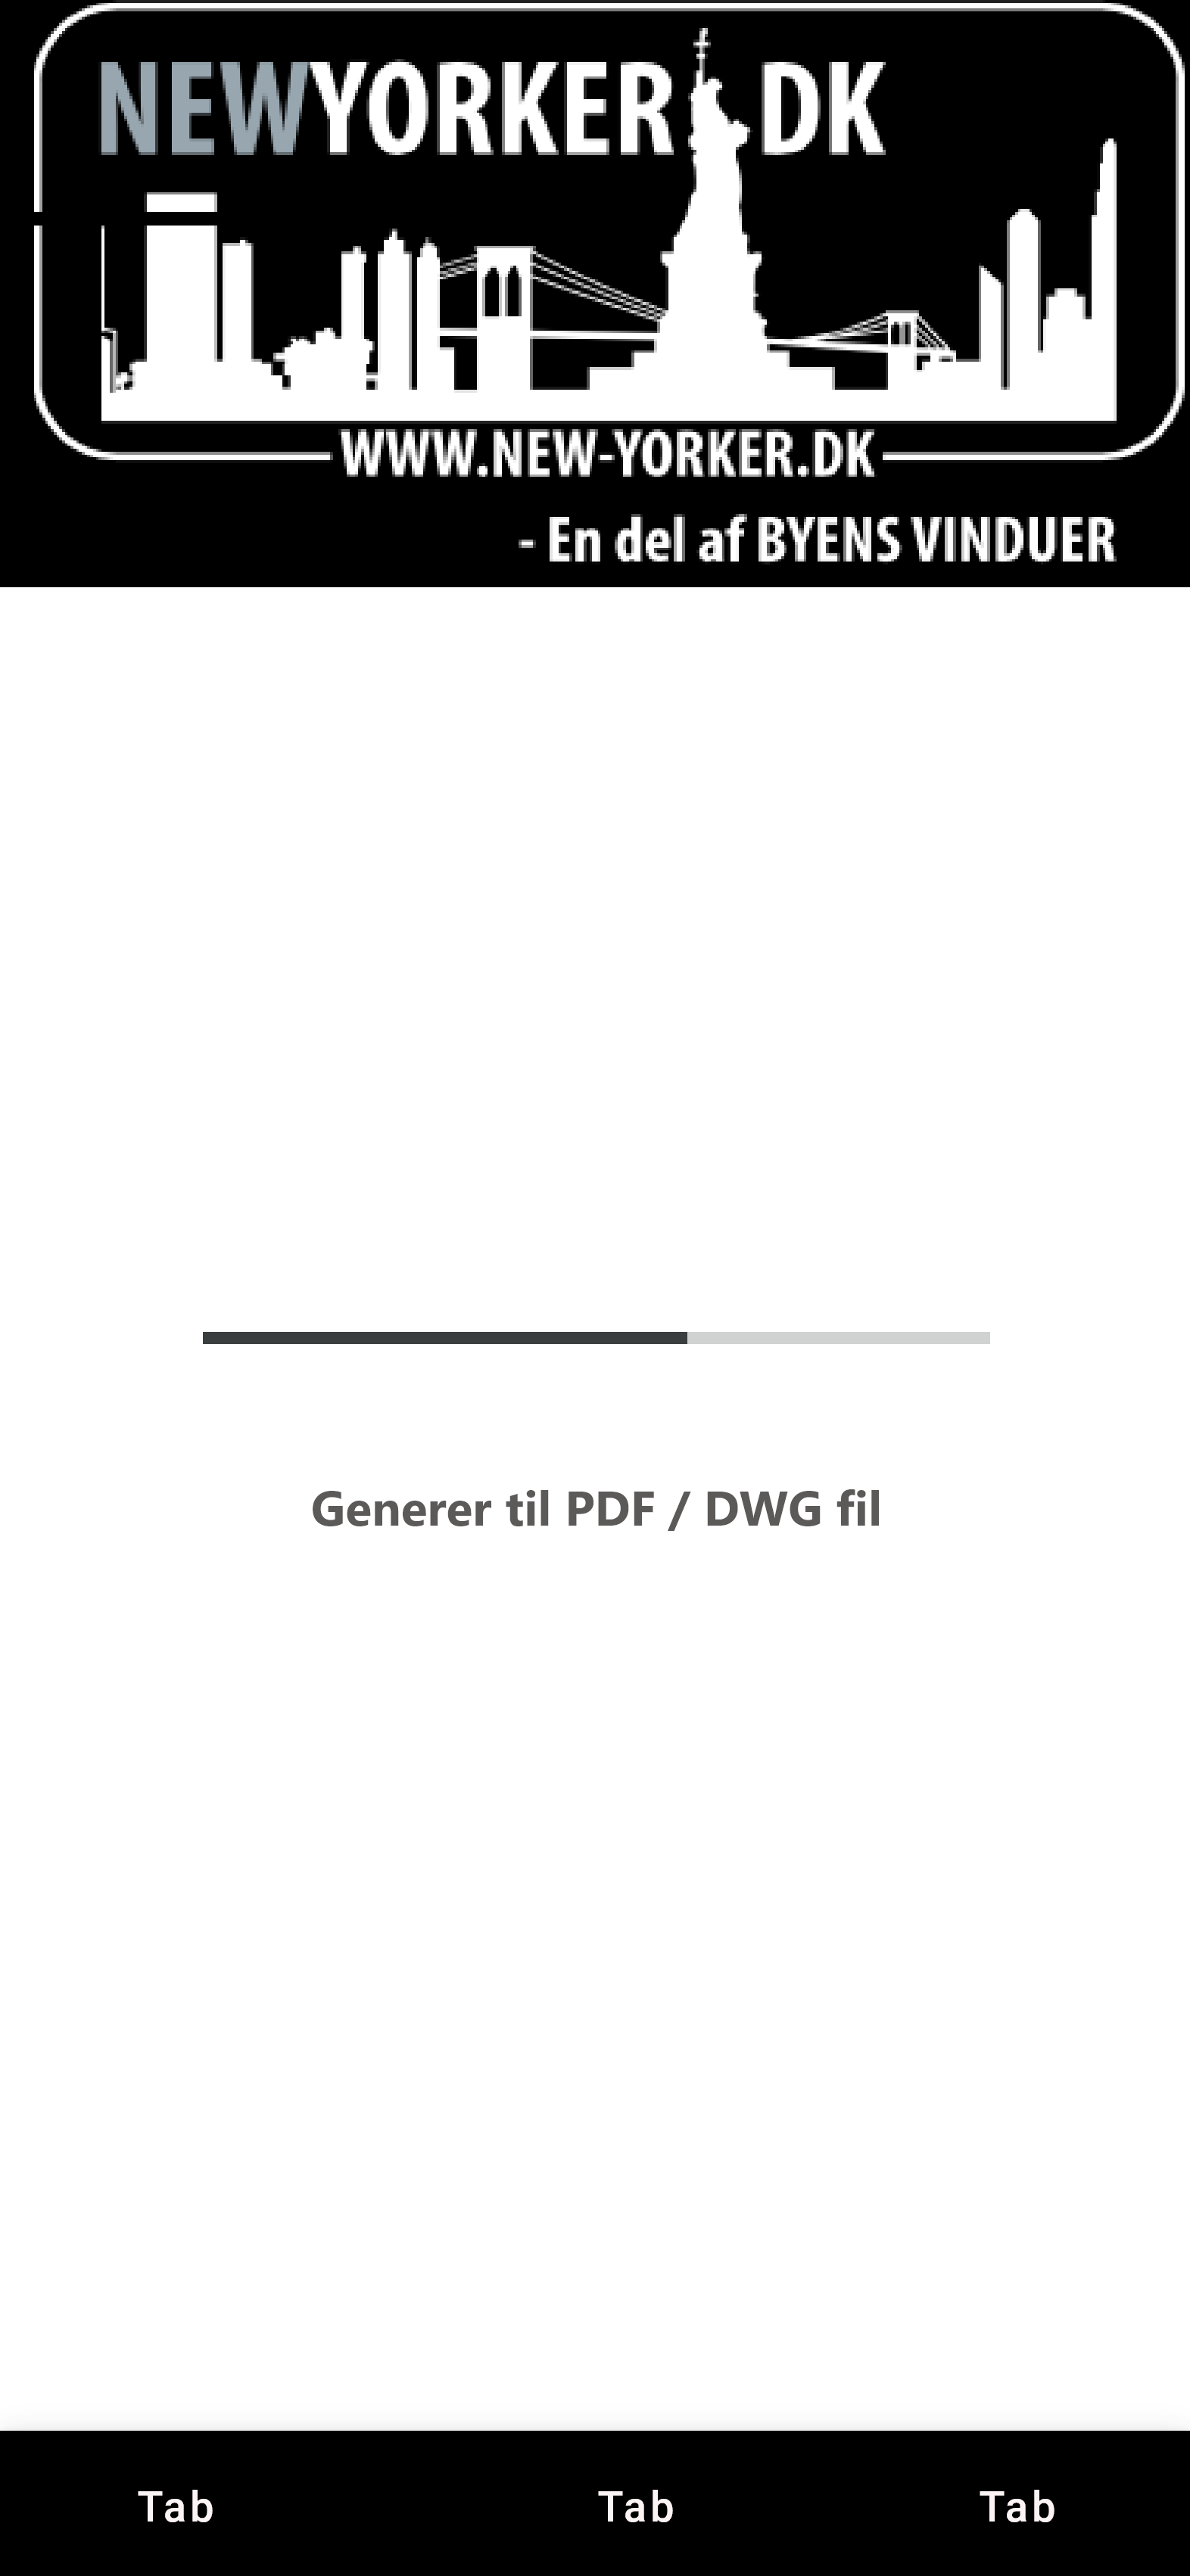 NEWYORKER.DK
WWW.NEW-YORKER.DK
- En del af BYENS VINDUER
Generer til PDF / DWG fil
Tab Tab Tab